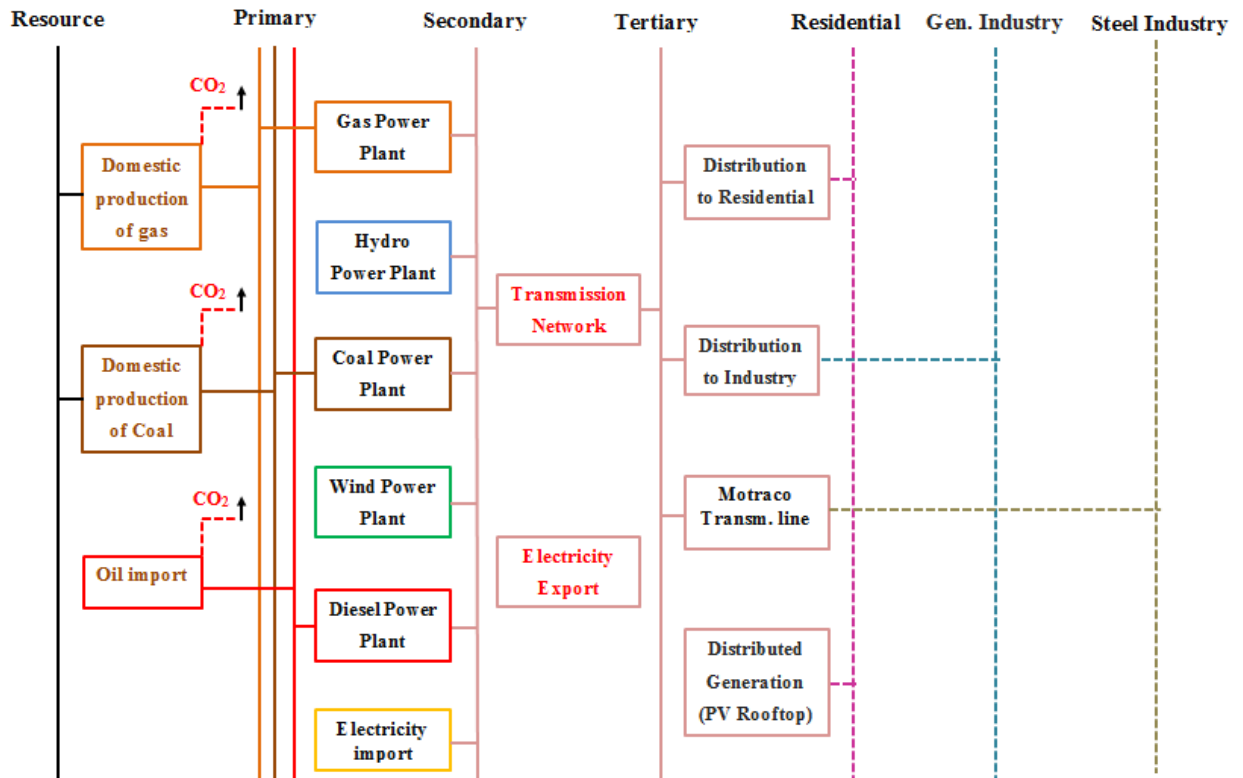 Resource
Primary
Secondary
Tertiary
Residential
Gen. Industry
Steel Industry
CO₂
Domestic
production
of gas
CO₂
Domestic
production
of Coal
CO₂
Oil import
Gas Power
Plant
Hydro
Power Plant
Coal Power
Plant
Wind Power
Plant
Diesel Power
Plant
Electricity
import
Transmission
Network
Electricity
Export
Distribution
to Residential
Distribution
to Industry
Motraco
Transm. line
Distributed
Generation
(PV Rooftop)